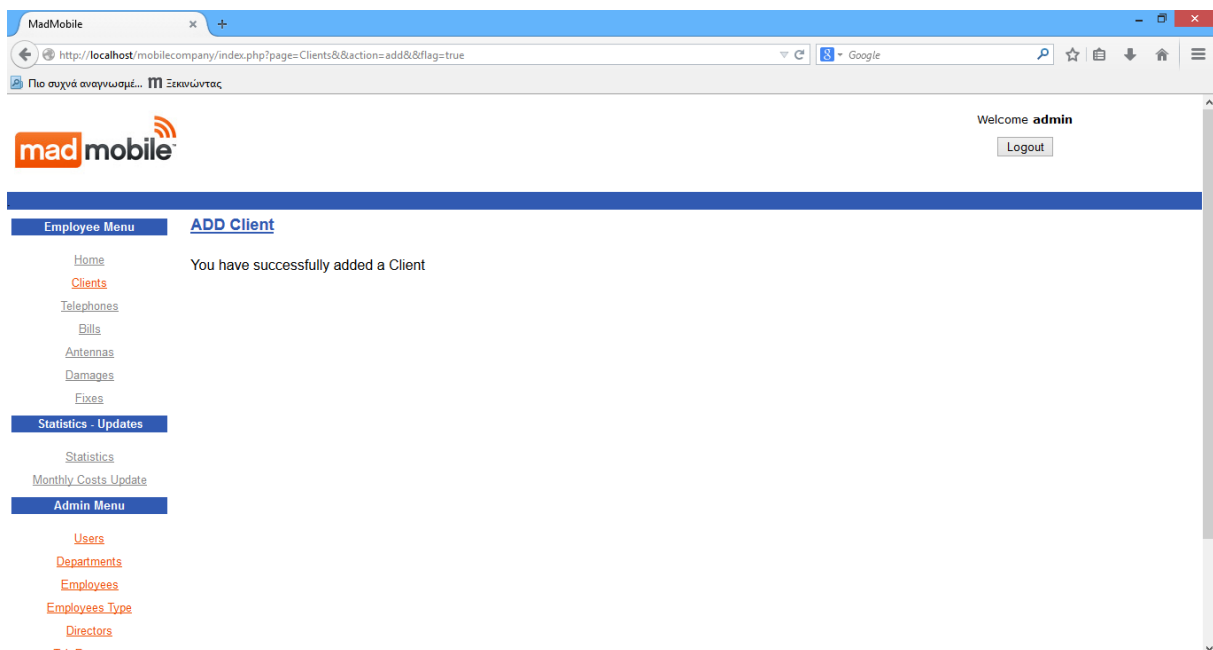 MadMobile
http://localhost/mobilecompany/index.php?page=Clients&&action=add&&flag=true
Google
Πιο συχνά αναγνωσμέ... Ξεκινώντας
mad mobile
Welcome admin
Logout
Employee Menu
Home
Clients
Telephones
Bills
Antennas
Damages
Fixes
Statistics - Updates
Statistics
Monthly Costs Update
Admin Menu
Users
Departments
Employees
Employees Type
Directors
ADD Client
You have successfully added a Client